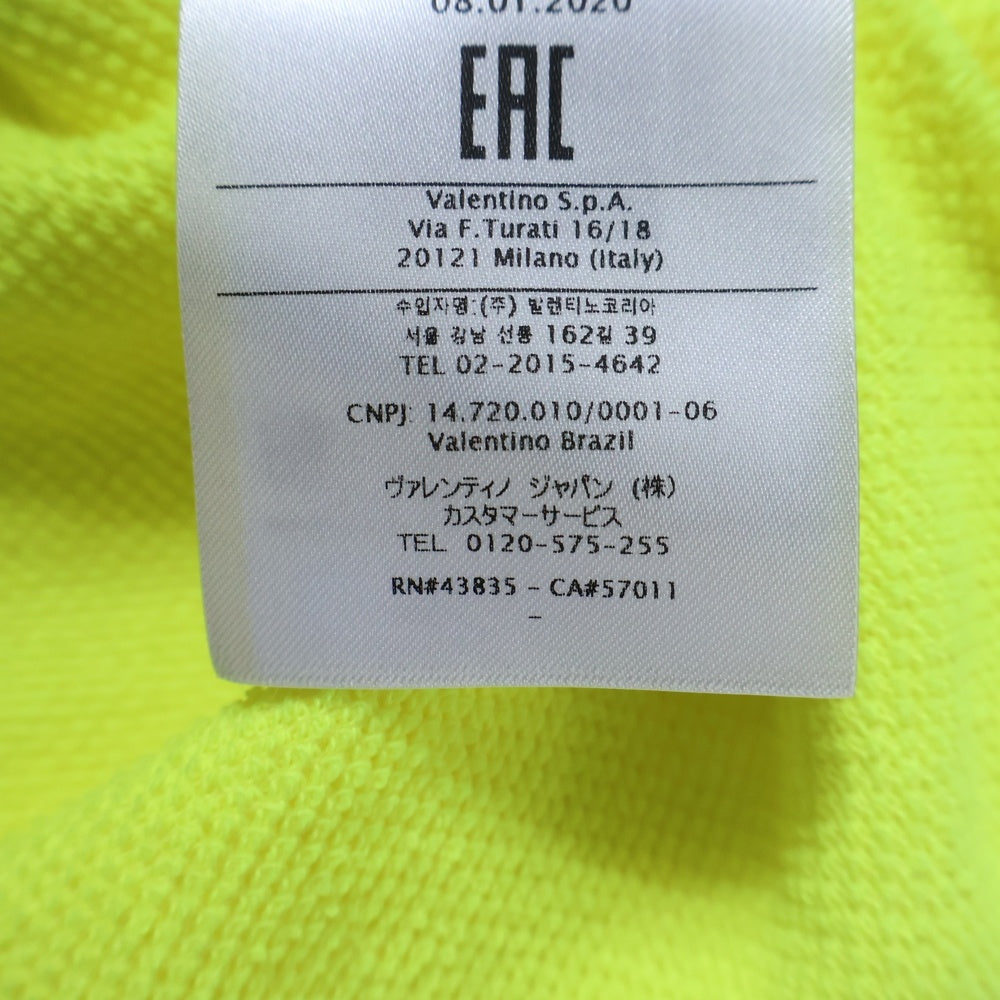 08.01.2020
EAC
Valentino S.p.A.
Via F.Turati 16/18
20121 Milano (Italy)
수입자명:(주) 발렌티노코리아
서울 강남 선릉 162길 39
TEL 02-2015-4642
CNPJ: 14.720.010/0001-06
Valentino Brazil
ヴァレンティノ ジャパン (株)
カスタマーサービス
TEL 0120-575-255
RN#43835 - CA#57011
-